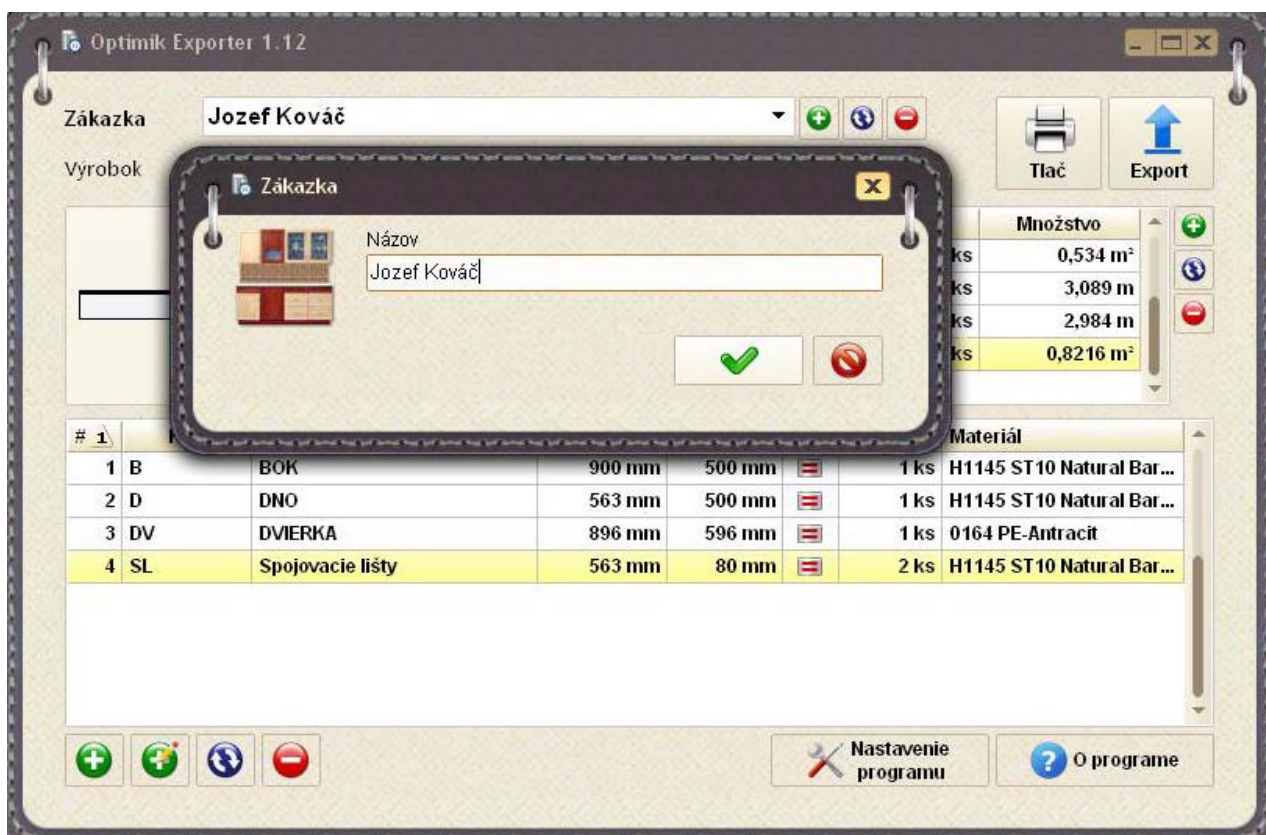 Optimik Exporter 1.12
Zákazka Jozef Kováč
Výrobok
Tlač Export
Zákazka
Názov
Jozef Kováč
Množstvo
ks 0,534 m²
ks 3,089 m
ks 2,984 m
ks 0,8216 m²
# 1 Materiál
1 B BOK 900 mm 500 mm 1 ks H1145 ST10 Natural Bar...
2 D DNO 563 mm 500 mm 1 ks H1145 ST10 Natural Bar...
3 DV DVIERKA 896 mm 596 mm 1 ks 0164 PE-Antracit
4 SL Spojovacie lišty 563 mm 80 mm 2 ks H1145 ST10 Natural Bar...
Nastavenie
programu
O programe